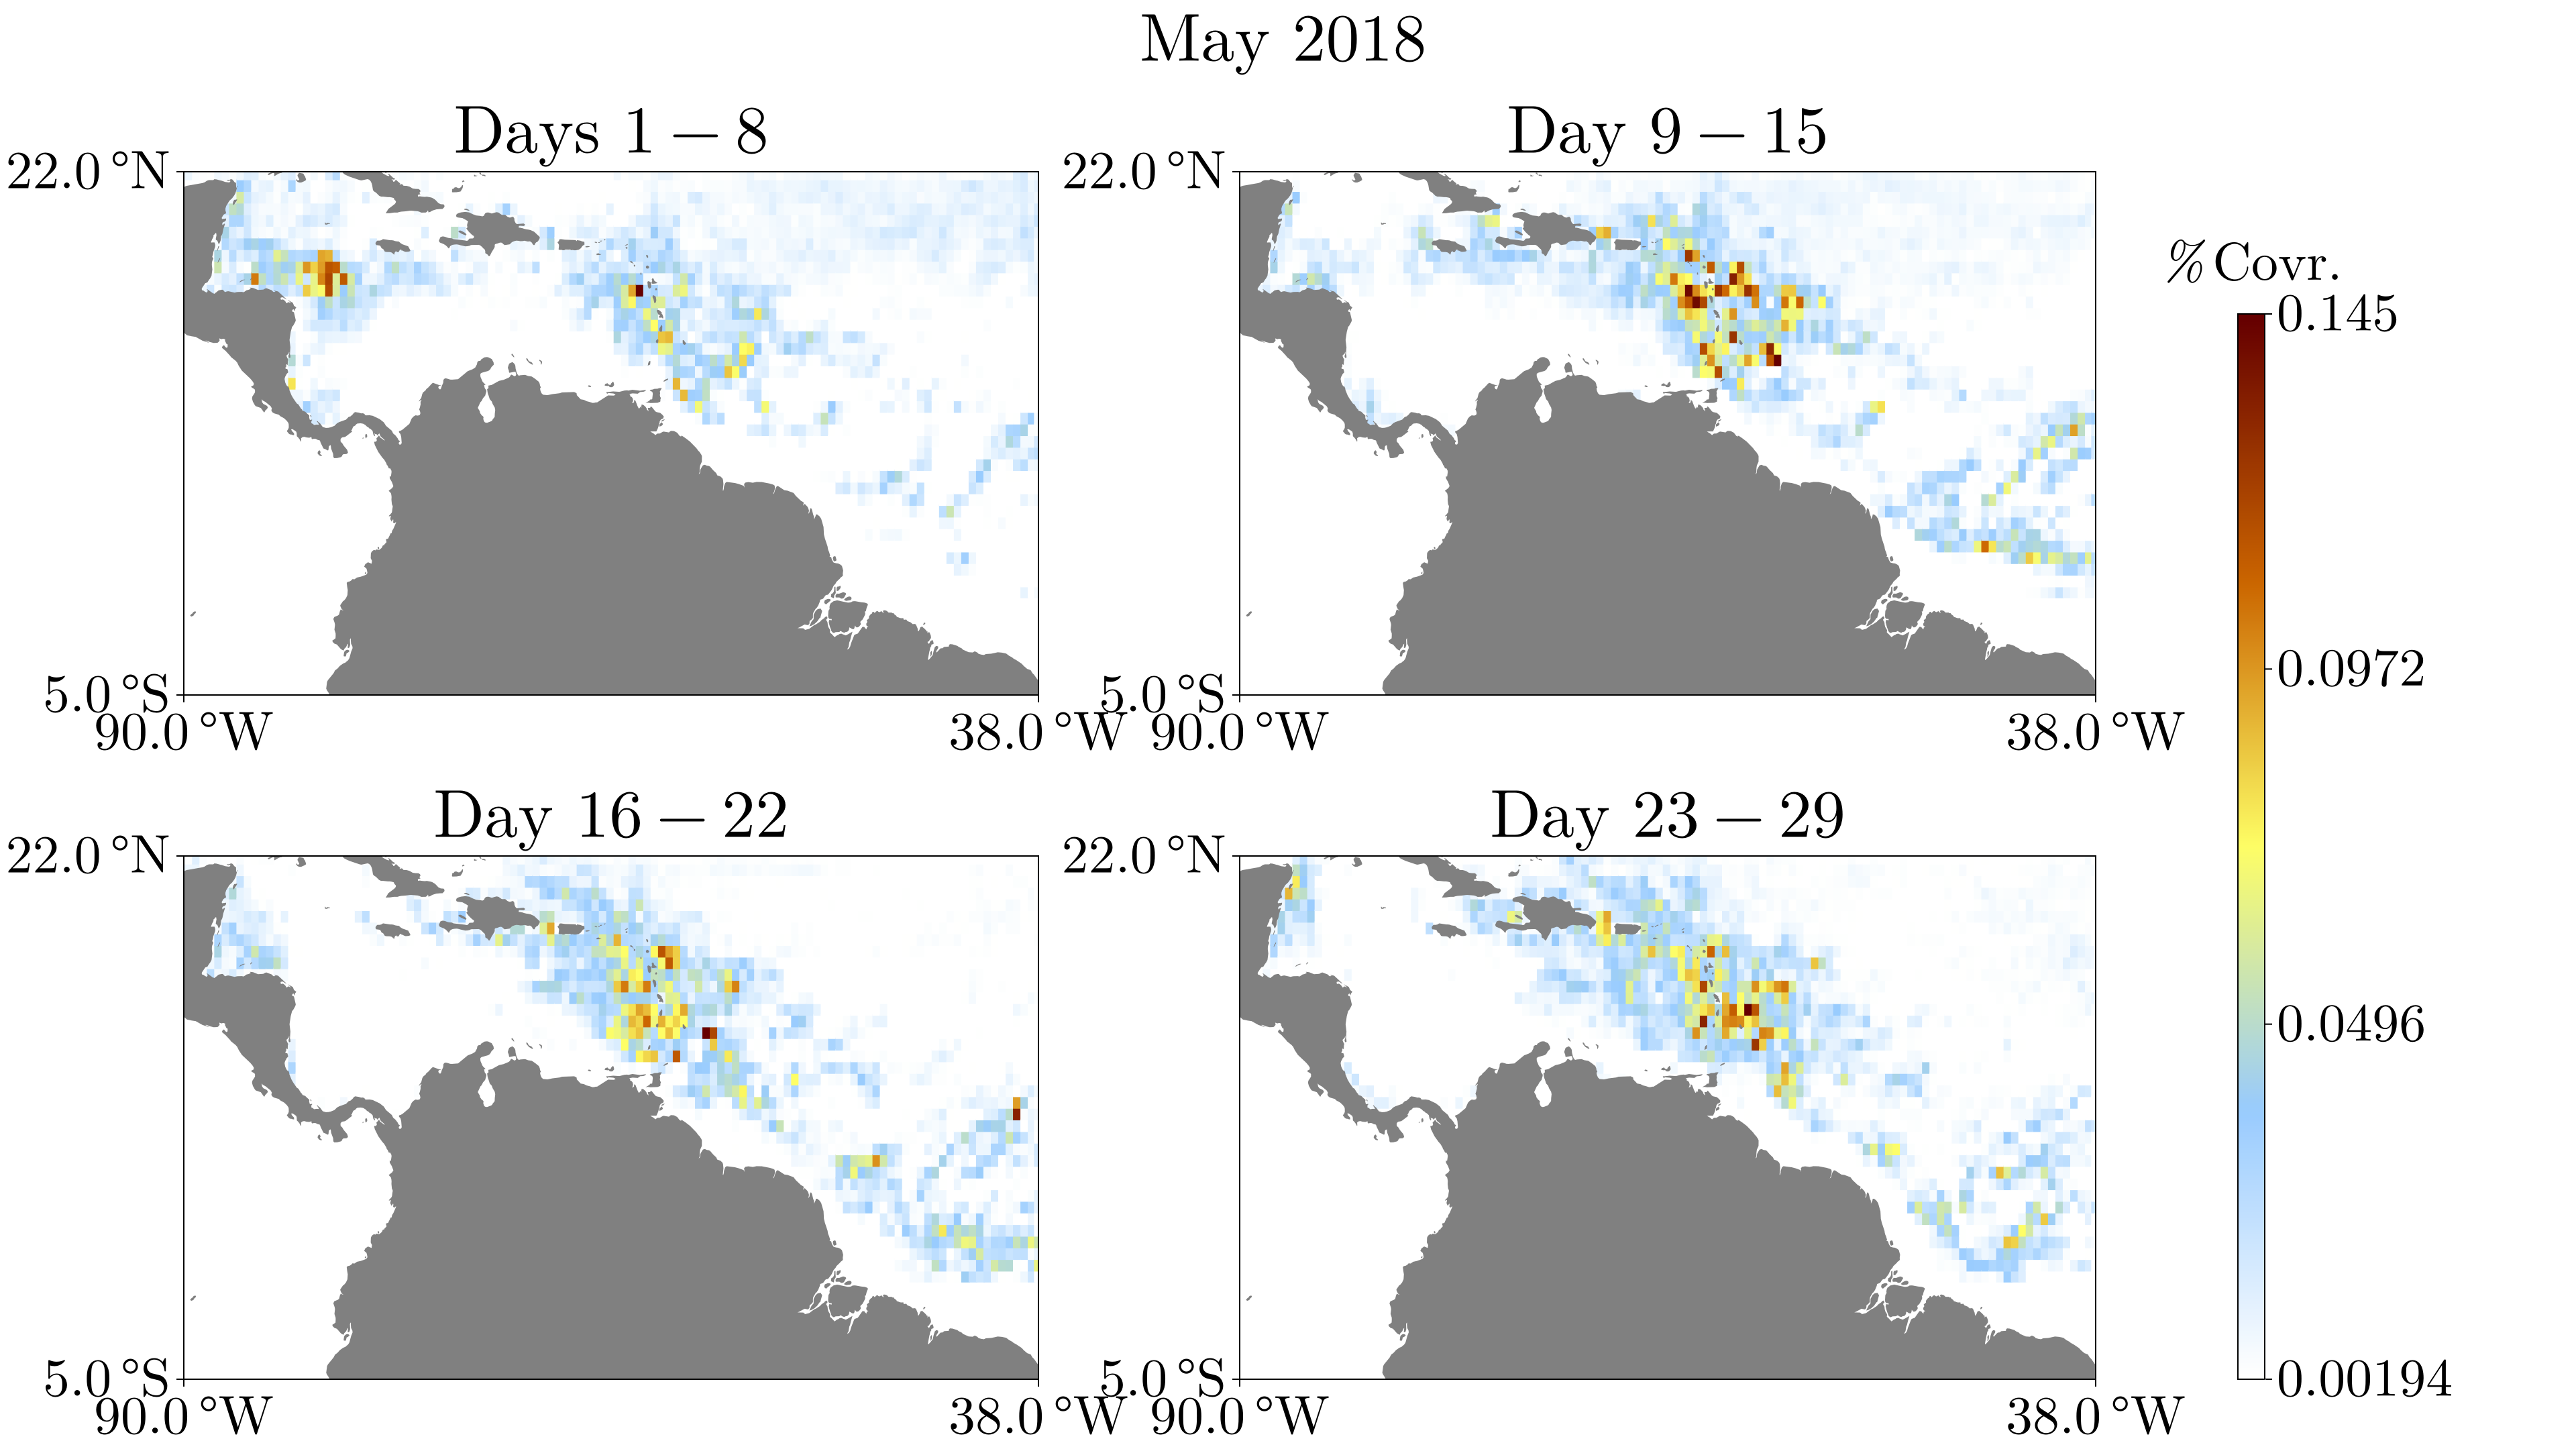 May 2018
Days 1 – 8
Day 9 – 15
22.0 °N
22.0 °N
5.0 °S
5.0 °S
90.0 °W
38.0 °W
90.0 °W
38.0 °W
Day 16 – 22
Day 23 – 29
22.0 °N
22.0 °N
5.0 °S
5.0 °S
90.0 °W
38.0 °W
90.0 °W
38.0 °W
% Covr.
0.145
0.0972
0.0496
0.00194